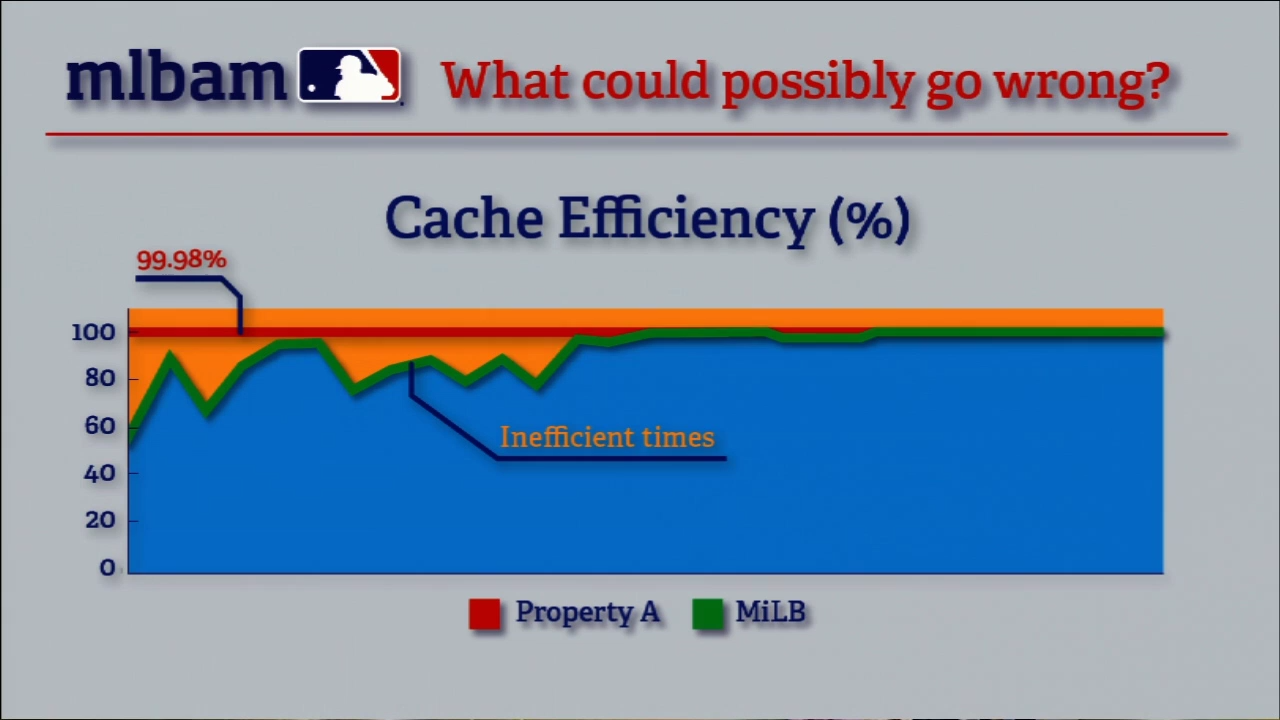 mlbam What could possibly go wrong?
Cache Efficiency (%)
99.98%
100
80
60
40
20
0
Inefficient times
Property A MiLB